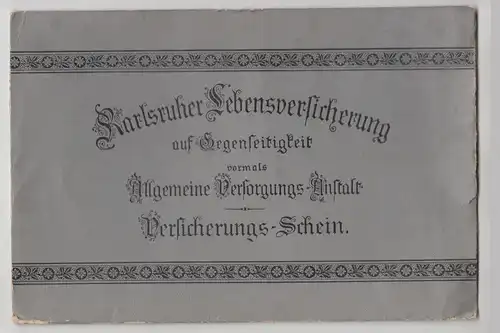 Karlsruher Lebensversicherung
auf Gegenseitigkeit
vormals
Allgemeine Versorgungs-Anstalt
Versicherungs-Schein.